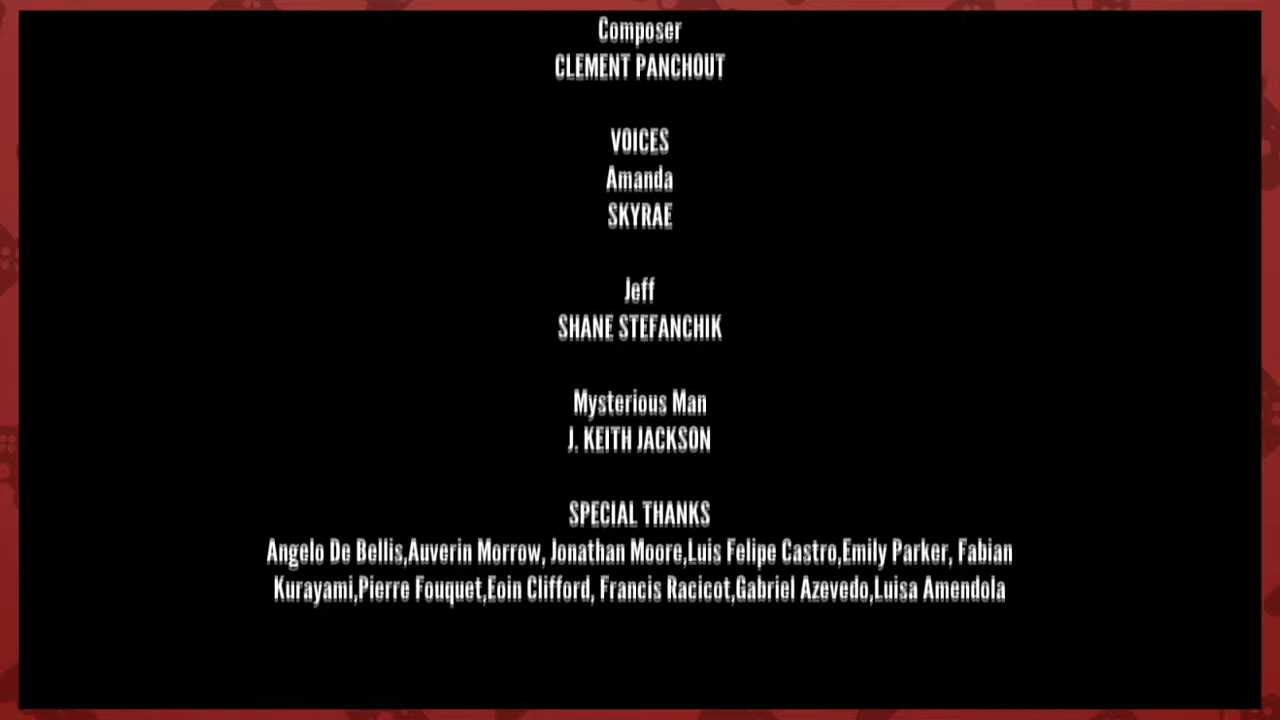 Composer
CLEMENT PANCHOUT
VOICES
Amanda
SKYRAE
Jeff
SHANE STEFANCHIK
Mysterious Man
J. KEITH JACKSON
SPECIAL THANKS
Angelo De Bellis,Auverin Morrow, Jonathan Moore,Luis Felipe Castro,Emily Parker, Fabian
Kurayami,Pierre Fouquet,Eoin Clifford, Francis Racicot,Gabriel Azevedo,Luisa Amendola